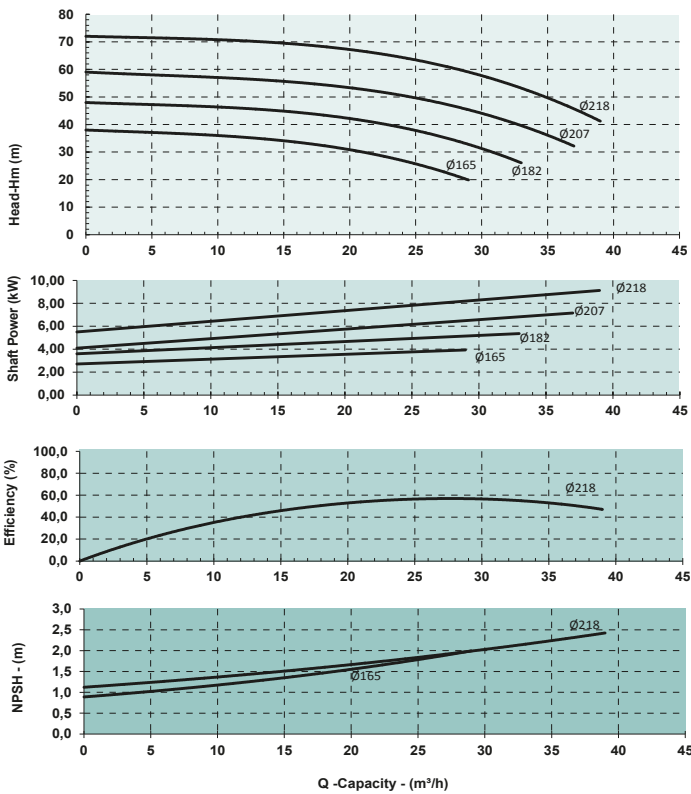 Head-Hm (m)
80
70
60
50
40
30
20
10
0
Ø218
Ø207
Ø182
Ø165
0 5 10 15 20 25 30 35 40 45
Shaft Power (kW)
10,00
8,00
6,00
4,00
2,00
0,00
Ø218
Ø207
Ø182
Ø165
0 5 10 15 20 25 30 35 40 45
Efficiency (%)
100,0
80,0
60,0
40,0
20,0
0,0
Ø218
0 5 10 15 20 25 30 35 40 45
NPSH - (m)
3,0
2,5
2,0
1,5
1,0
0,5
0,0
Ø218
Ø165
0 5 10 15 20 25 30 35 40 45
Q -Capacity - (m³/h)